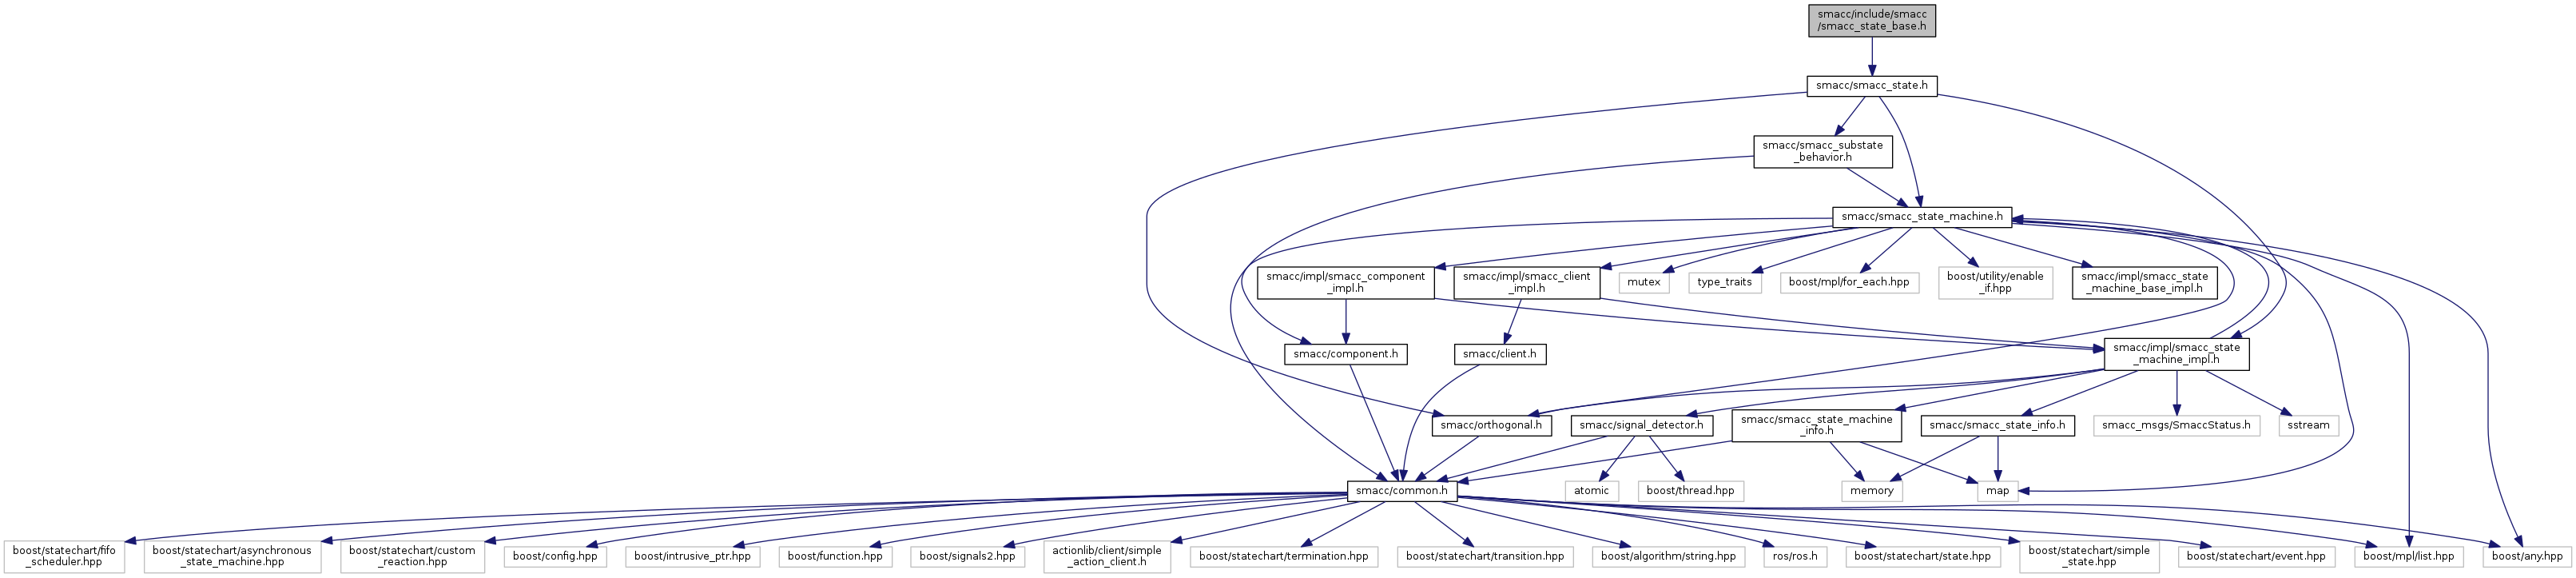 smacc/include/smacc
/smacc_state_base.h
smacc/smacc_state.h
smacc/smacc_substate
_behavior.h
smacc/smacc_state_machine.h
smacc/impl/smacc_component
_impl.h
smacc/impl/smacc_client
_impl.h
mutex
type_traits
boost/mpl/for_each.hpp
boost/utility/enable
_if.hpp
smacc/impl/smacc_state
_machine_base_impl.h
smacc/component.h
smacc/client.h
smacc/impl/smacc_state
_machine_impl.h
smacc/orthogonal.h
smacc/signal_detector.h
smacc/smacc_state_machine
_info.h
smacc/smacc_state_info.h
smacc_msgs/SmaccStatus.h
sstream
smacc/common.h
atomic
boost/thread.hpp
memory
map
boost/statechart/fifo
_scheduler.hpp
boost/statechart/asynchronous
_state_machine.hpp
boost/statechart/custom
_reaction.hpp
boost/config.hpp
boost/intrusive_ptr.hpp
boost/function.hpp
boost/signals2.hpp
actionlib/client/simple
_action_client.h
boost/statechart/termination.hpp
boost/statechart/transition.hpp
boost/algorithm/string.hpp
ros/ros.h
boost/statechart/state.hpp
boost/statechart/simple
_state.hpp
boost/statechart/event.hpp
boost/mpl/list.hpp
boost/any.hpp